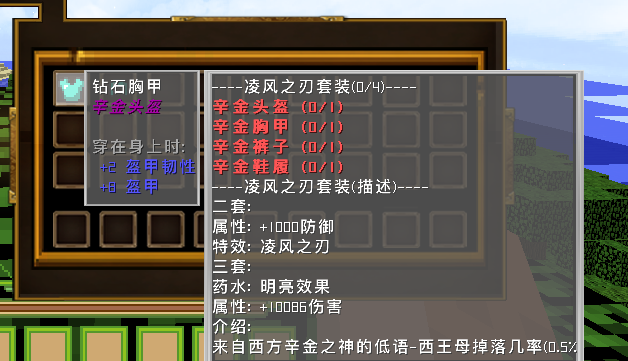 钻石胸甲
辛金头盔
穿在身上时:
+2 盔甲韧性
+8 盔甲
----凌风之刃套装(0/4)----
辛金头盔 (0/1)
辛金胸甲 (0/1)
辛金裤子 (0/1)
辛金鞋履 (0/1)
----凌风之刃套装(描述)----
二套:
属性: +1000防御
特效: 凌风之刃
三套:
药水: 明亮效果
属性: +10086伤害
介绍:
来自西方辛金之神的低语-西王母掉落几率(0.5%